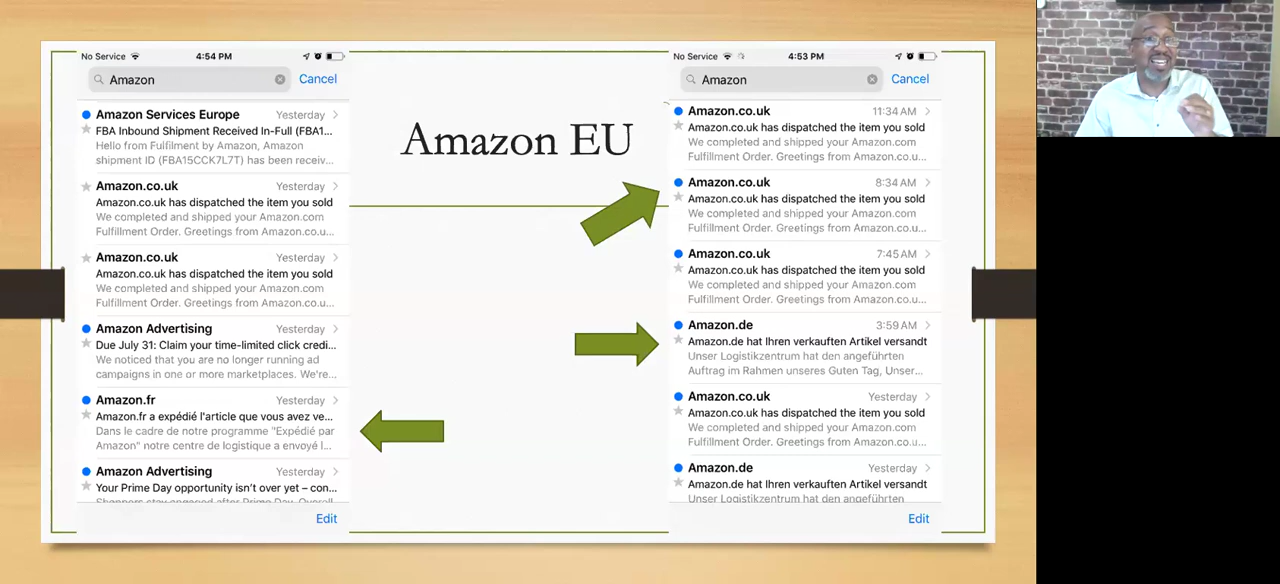 No Service
4:54 PM
Amazon
Cancel
Amazon Services Europe
Yesterday
FBA Inbound Shipment Received In-Full (FBA1...
Hello from Fulfilment by Amazon, Amazon
shipment ID (FBA15CCK7L7T) has been receiv...
Amazon.co.uk
Yesterday
Amazon.co.uk has dispatched the item you sold
We completed and shipped your Amazon.com
Fulfillment Order. Greetings from Amazon.co.u...
Amazon.co.uk
Yesterday
Amazon.co.uk has dispatched the item you sold
We completed and shipped your Amazon.com
Fulfillment Order. Greetings from Amazon.co.u...
Amazon Advertising
Yesterday
Due July 31: Claim your time-limited click credi...
We noticed that you are no longer running ad
campaigns in one or more marketplaces. We're...
Amazon.fr
Yesterday
Amazon.fr a expédié l'article que vous avez ve...
Dans le cadre de notre programme "Expédié par
Amazon" notre centre de logistique a envoyé l...
Amazon Advertising
Yesterday
Your Prime Day opportunity isn't over yet – con...
Shoppers stay engaged after Prime Day. Overall
Edit
Amazon EU
No Service
4:53 PM
Amazon
Cancel
Amazon.co.uk
11:34 AM
Amazon.co.uk has dispatched the item you sold
We completed and shipped your Amazon.com
Fulfillment Order. Greetings from Amazon.co.u...
Amazon.co.uk
8:34 AM
Amazon.co.uk has dispatched the item you sold
We completed and shipped your Amazon.com
Fulfillment Order. Greetings from Amazon.co.u...
Amazon.co.uk
7:45 AM
Amazon.co.uk has dispatched the item you sold
We completed and shipped your Amazon.com
Fulfillment Order. Greetings from Amazon.co.u...
Amazon.de
3:59 AM
Amazon.de hat Ihren verkauften Artikel versandt
Unser Logistikzentrum hat den angeführten
Auftrag im Rahmen unseres Guten Tag, Unser...
Amazon.co.uk
Yesterday
Amazon.co.uk has dispatched the item you sold
We completed and shipped your Amazon.com
Fulfillment Order. Greetings from Amazon.co.u...
Amazon.de
Yesterday
Amazon.de hat Ihren verkauften Artikel versandt
Unser Logistikzentrum hat den angeführten
Edit